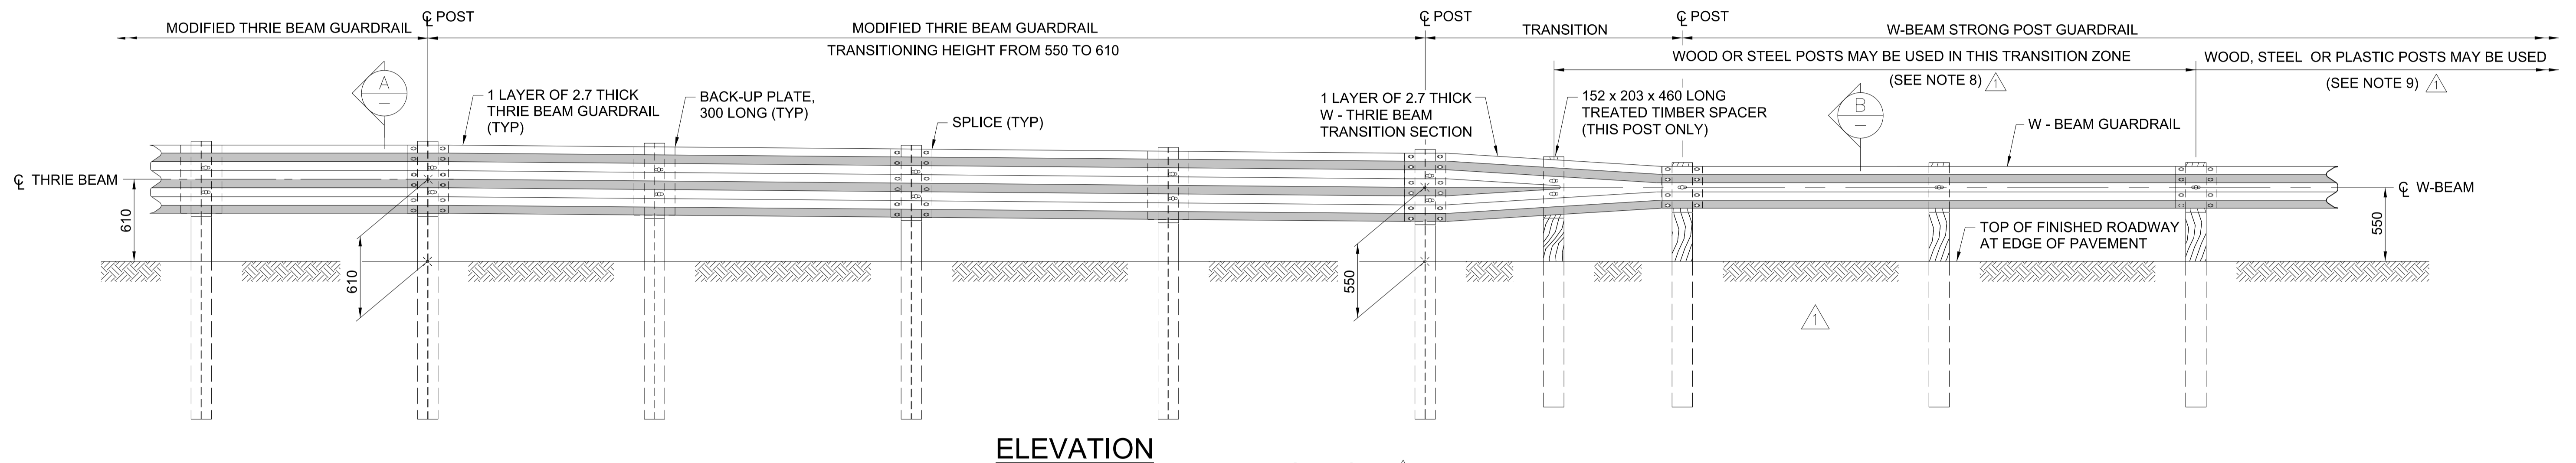 ℄ POST
℄ POST
℄ POST
MODIFIED THRIE BEAM GUARDRAIL
MODIFIED THRIE BEAM GUARDRAIL
TRANSITION
W-BEAM STRONG POST GUARDRAIL
TRANSITIONING HEIGHT FROM 550 TO 610
WOOD OR STEEL POSTS MAY BE USED IN THIS TRANSITION ZONE
WOOD, STEEL OR PLASTIC POSTS MAY BE USED
(SEE NOTE 8) 1
(SEE NOTE 9) 1
A
–
1 LAYER OF 2.7 THICK
THRIE BEAM GUARDRAIL
(TYP)
BACK-UP PLATE,
300 LONG (TYP)
SPLICE (TYP)
1 LAYER OF 2.7 THICK
W - THRIE BEAM
TRANSITION SECTION
152 x 203 x 460 LONG
TREATED TIMBER SPACER
(THIS POST ONLY)
B
–
W - BEAM GUARDRAIL
℄ THRIE BEAM
℄ W-BEAM
610
610
550
550
TOP OF FINISHED ROADWAY
AT EDGE OF PAVEMENT
1
ELEVATION